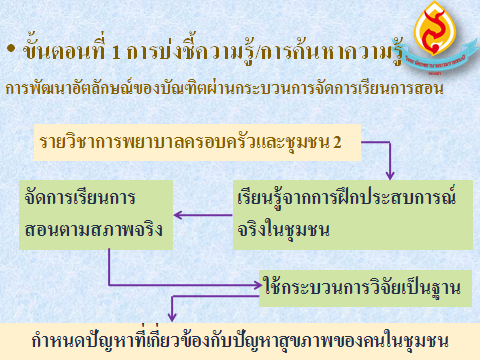 • ขั้นตอนที่ 1 การบ่งชี้ความรู้/การค้นหาความรู้
การพัฒนาอัตลักษณ์ของบัณฑิตผ่านกระบวนการจัดการเรียนการสอน
รายวิชาการพยาบาลครอบครัวและชุมชน 2
จัดการเรียนการ
สอนตามสภาพจริง
เรียนรู้จากการฝึกประสบการณ์
จริงในชุมชน
ใช้กระบวนการวิจัยเป็นฐาน
กำหนดปัญหาที่เกี่ยวข้องกับปัญหาสุขภาพของคนในชุมชน